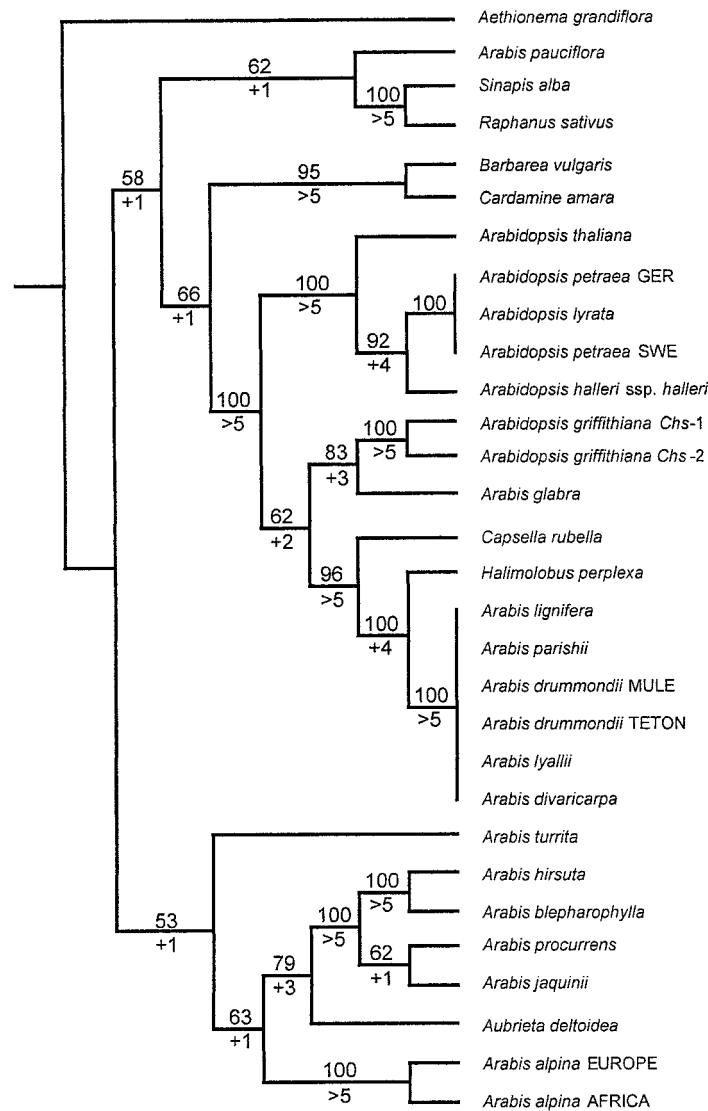 Aethionema grandiflora
Arabis pauciflora
62
+1
Sinapis alba
100
>5
Raphanus sativus
Barbarea vulgaris
95
>5
58
+1
Cardamine amara
Arabidopsis thaliana
Arabidopsis petraea GER
100
>5
100
66
+1
Arabidopsis lyrata
92
+4
Arabidopsis petraea SWE
Arabidopsis halleri ssp. halleri
100
>5
Arabidopsis griffithiana Chs-1
100
>5
83
+3
Arabidopsis griffithiana Chs-2
Arabis glabra
62
+2
Capsella rubella
96
>5
Halimolobus perplexa
Arabis lignifera
100
+4
Arabis parishii
Arabis drummondii MULE
100
>5
Arabis drummondii TETON
Arabis lyallii
Arabis divaricarpa
Arabis turrita
Arabis hirsuta
100
>5
53
+1
100
>5
Arabis blepharophylla
Arabis procurrens
62
+1
79
+3
Arabis jaquinii
63
+1
Aubrieta deltoidea
Arabis alpina EUROPE
100
>5
Arabis alpina AFRICA